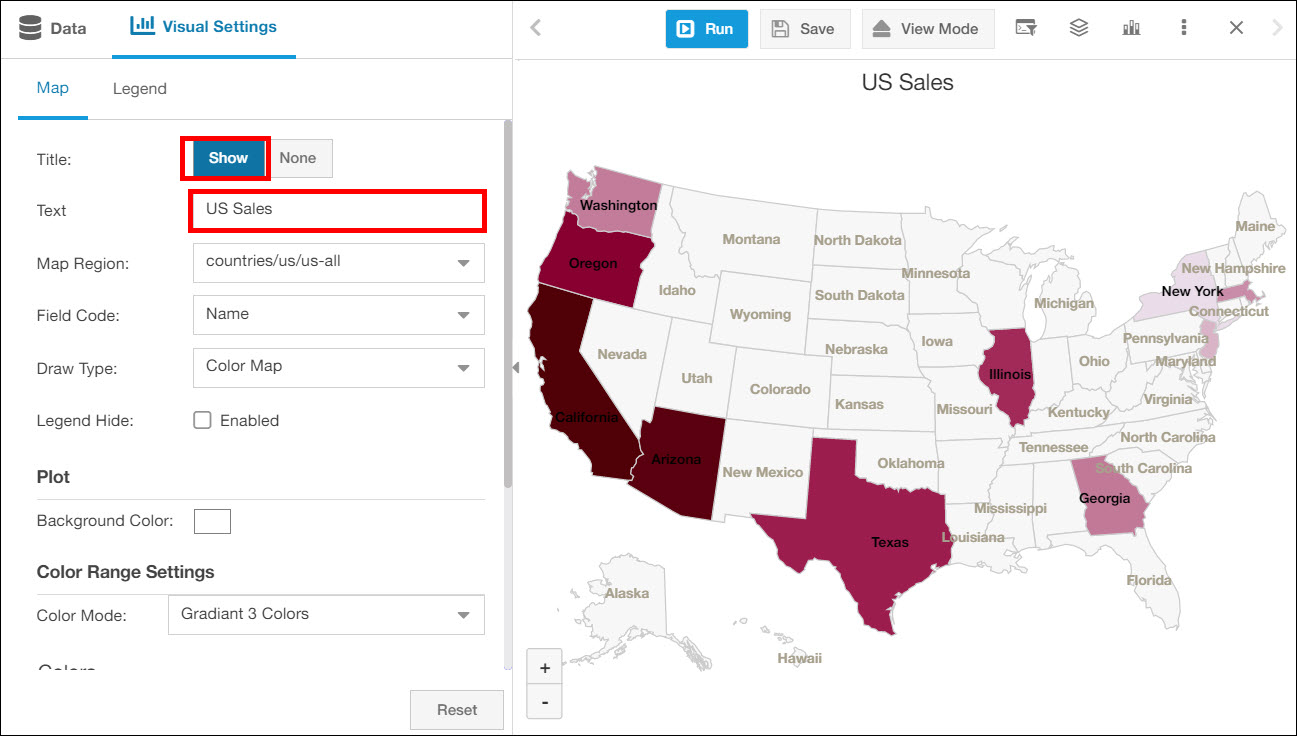 Data
Visual Settings
Run
Save
View Mode
Map
Legend
Title:
Show
None
Text
US Sales
Map Region:
countries/us/us-all
Field Code:
Name
Draw Type:
Color Map
Legend Hide:
Enabled
Plot
Background Color:
Color Range Settings
Color Mode:
Gradiant 3 Colors
Colors
Reset
US Sales
Washington
Montana
North Dakota
Minnesota
Maine
Oregon
Idaho
South Dakota
Michigan
New Hampshire
New York
Connecticut
Wyoming
Nevada
Nebraska
Iowa
Pennsylvania
Utah
Colorado
Illinois
Ohio
Maryland
California
Kansas
Missouri
Kentucky
Virginia
Arizona
New Mexico
Oklahoma
Tennessee
North Carolina
South Carolina
Georgia
Mississippi
Texas
Louisiana
Florida
Alaska
Hawaii
+
-